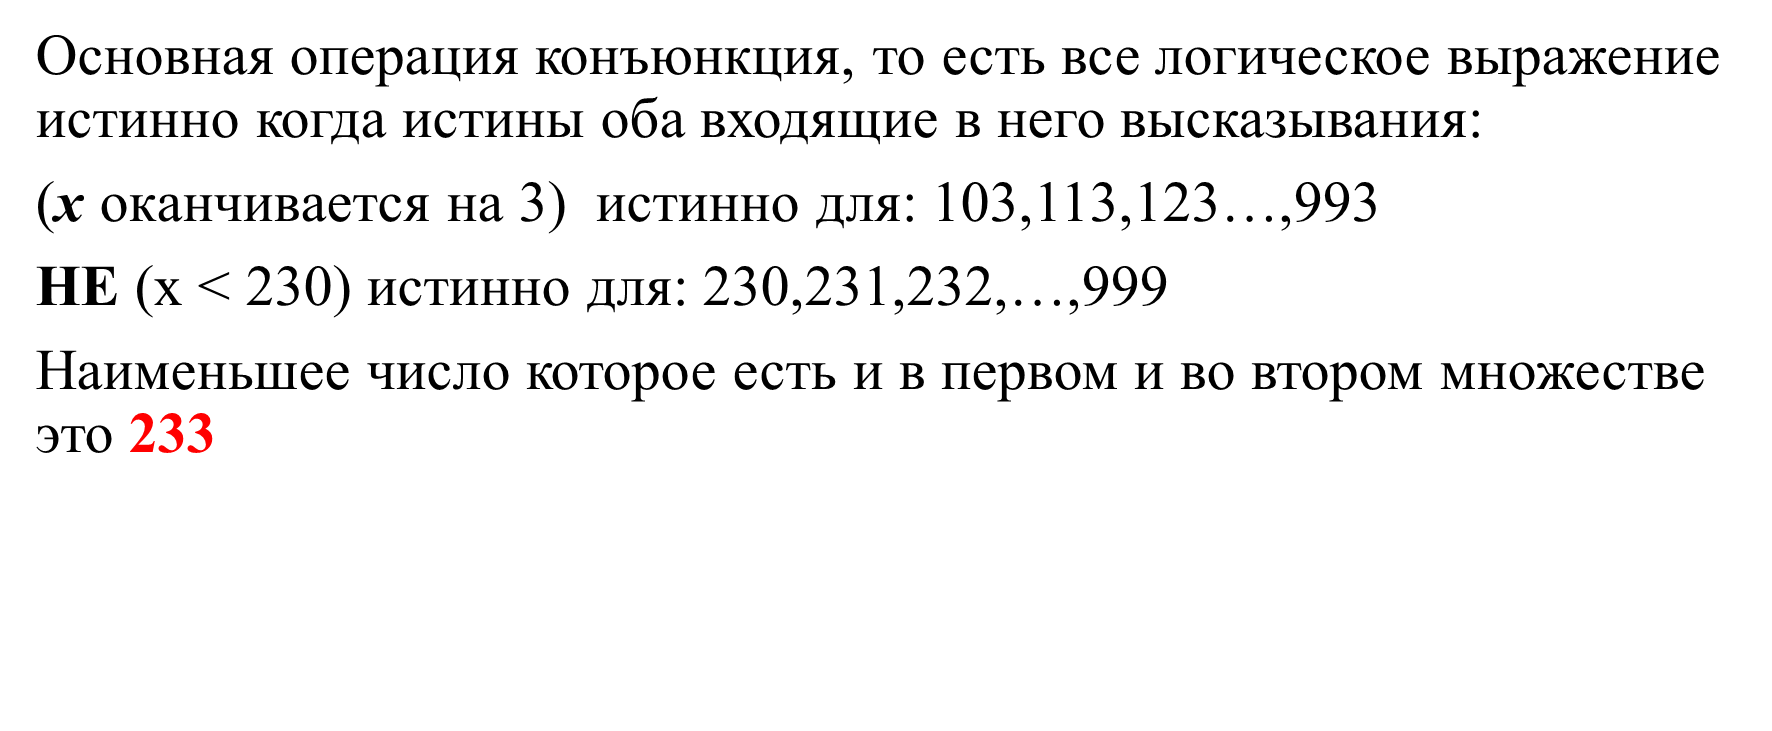 Основная операция конъюнкция, то есть все логическое выражение
истинно когда истины оба входящие в него высказывания:
(x оканчивается на 3)  истинно для: 103,113,123…,993
НЕ (x < 230) истинно для: 230,231,232,…,999
Наименьшее число которое есть и в первом и во втором множестве
это 233